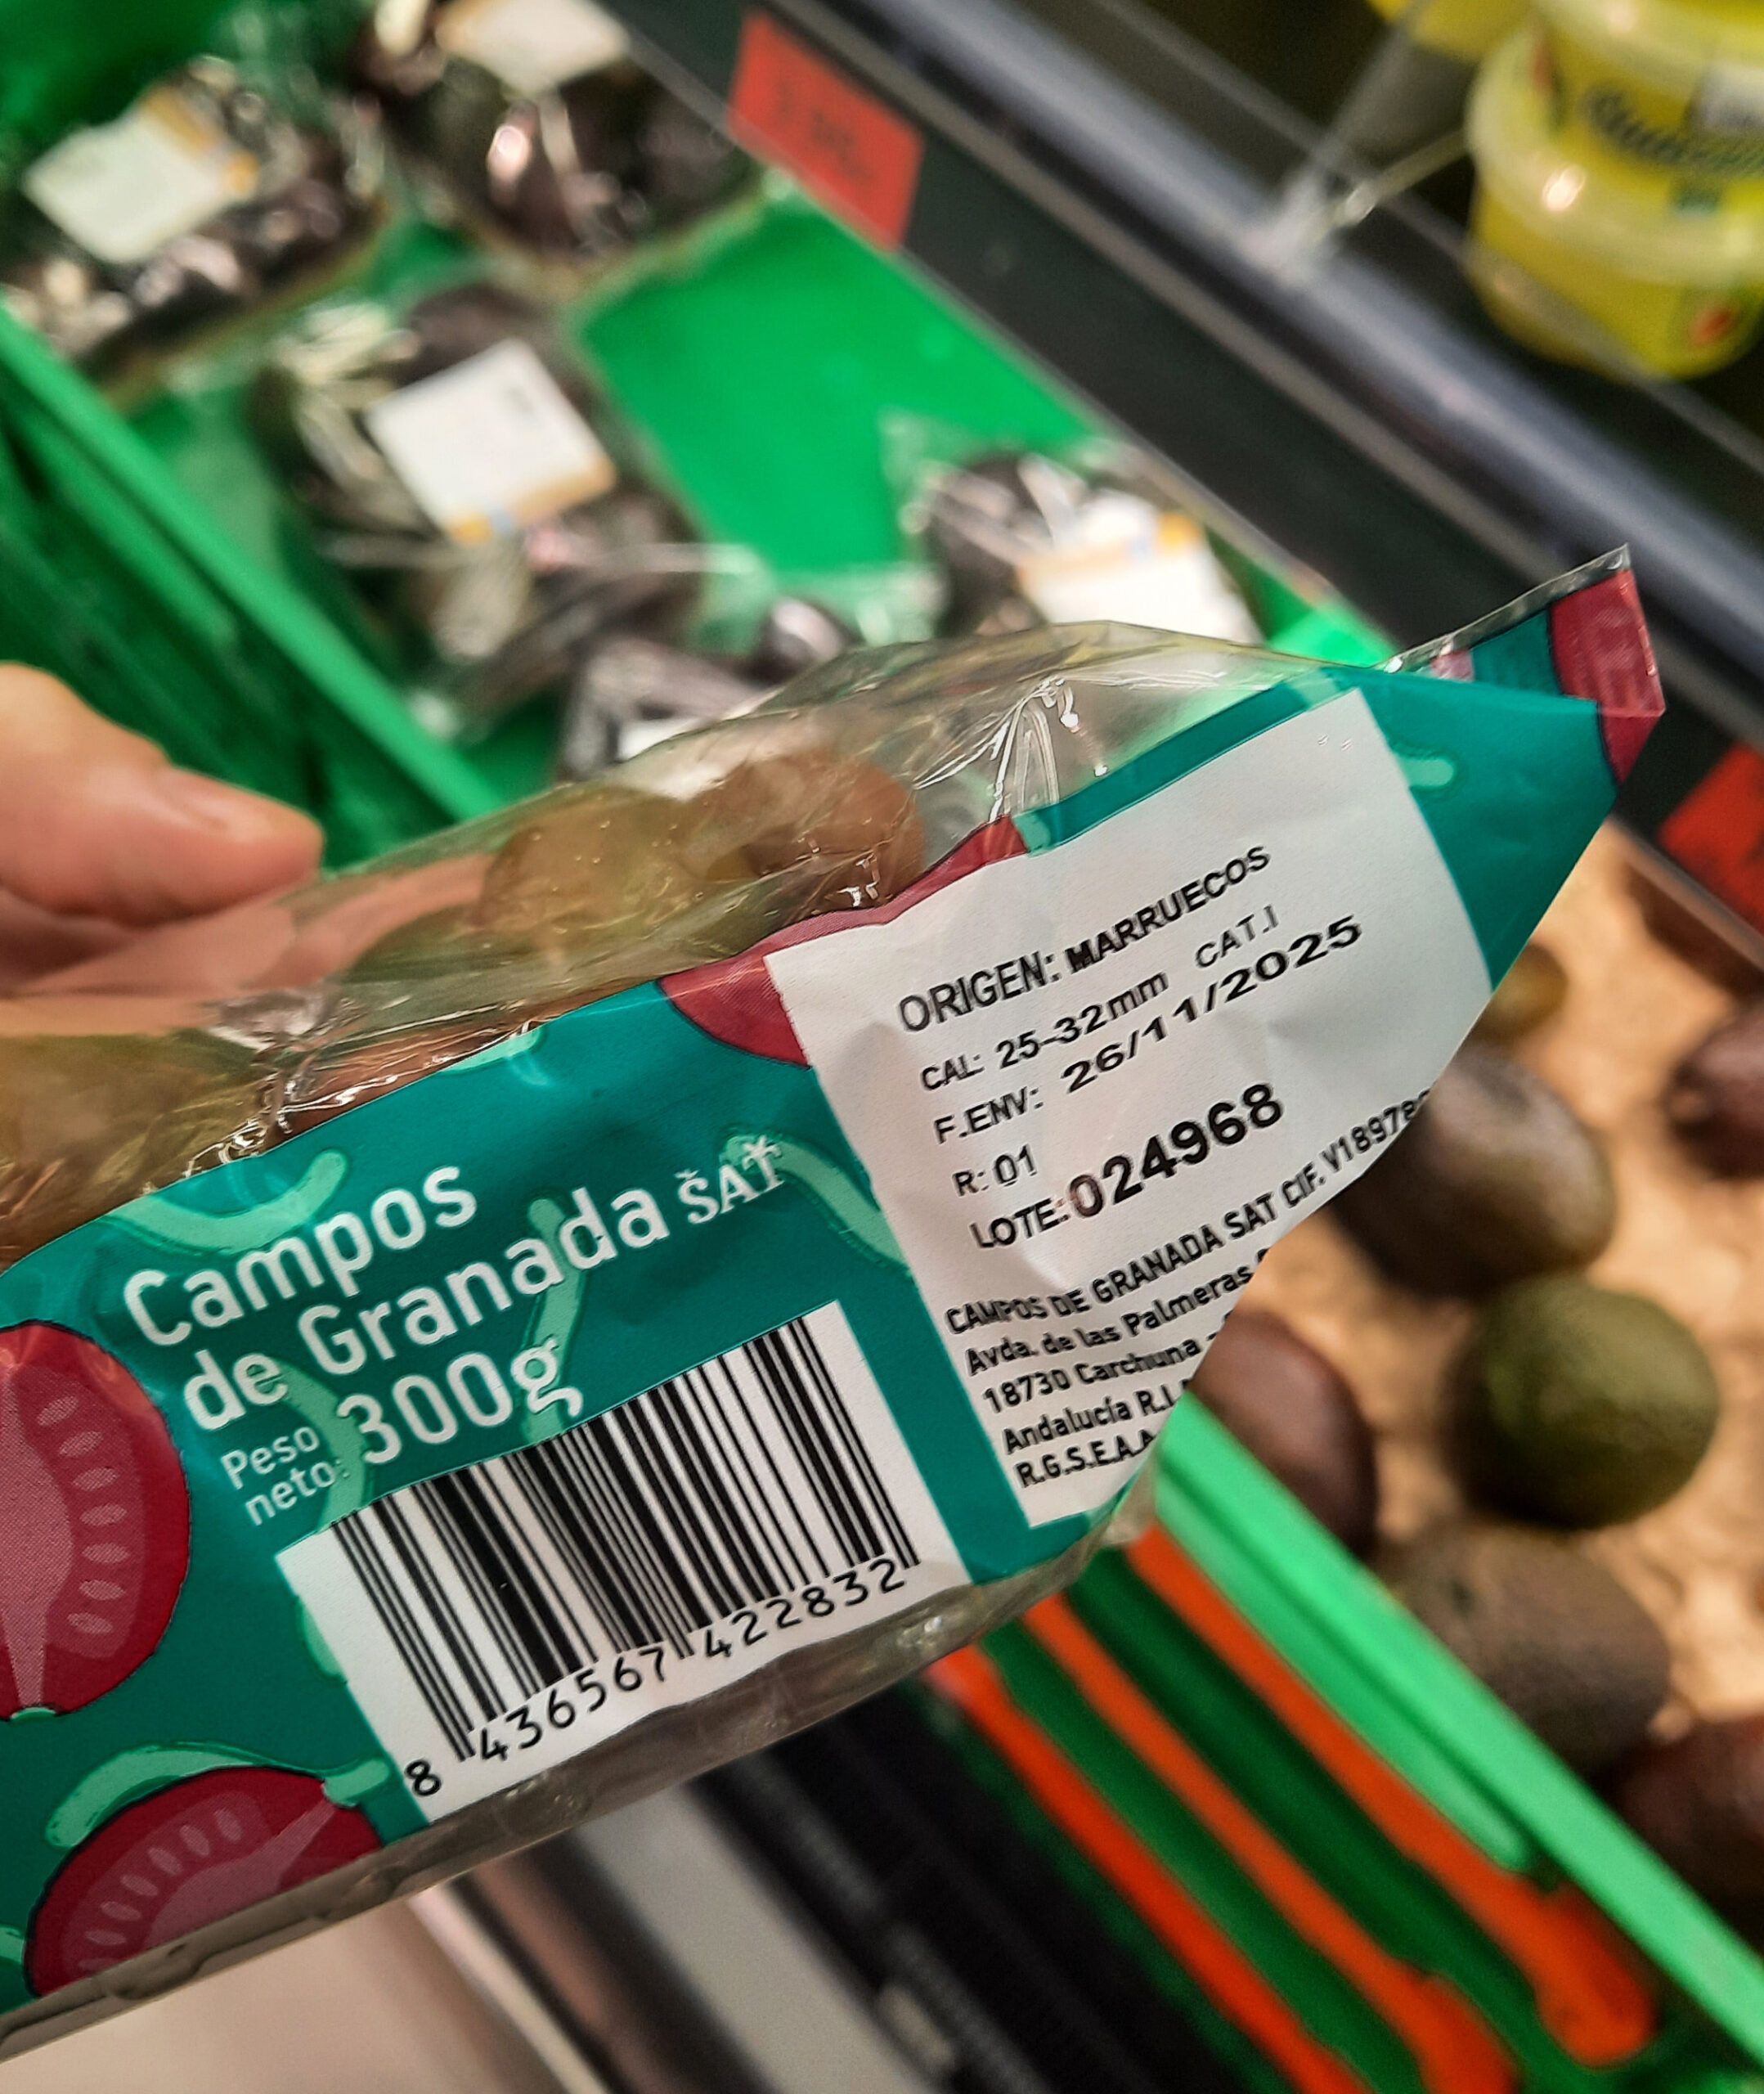 ORIGEN: MARRUECOS
CAL: 25-32mm CAT.I
F.ENV: 26/11/2025
R: 01
LOTE: 024968
CAMPOS DE GRANADA SAT CIF. V18978
Avda. de las Palmeras
18730 Carchuna -
Andalucía R.I.
R.G.S.E.A.A
Campos
de Granada SAT
Peso
neto: 300g
8 436567 422832